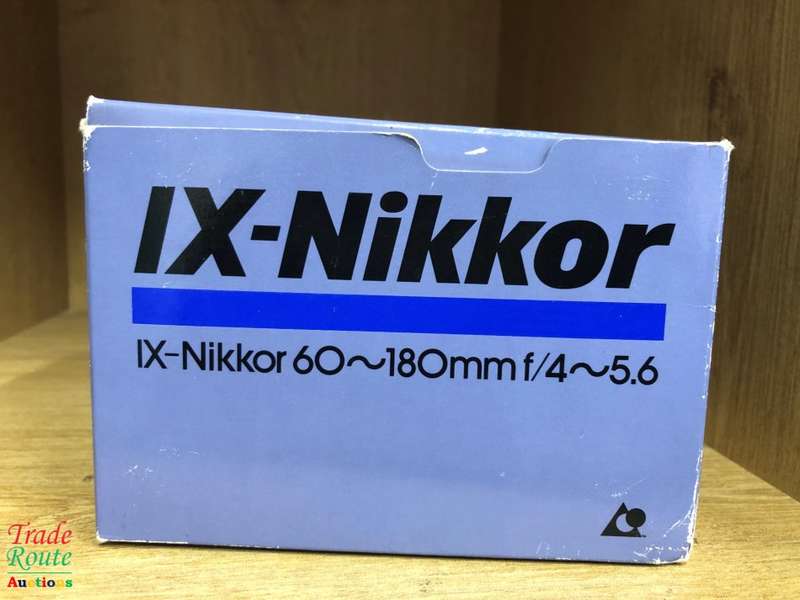 IX-Nikkor
IX-Nikkor 60～180mm f/4～5.6
Trade
Route
Auctions